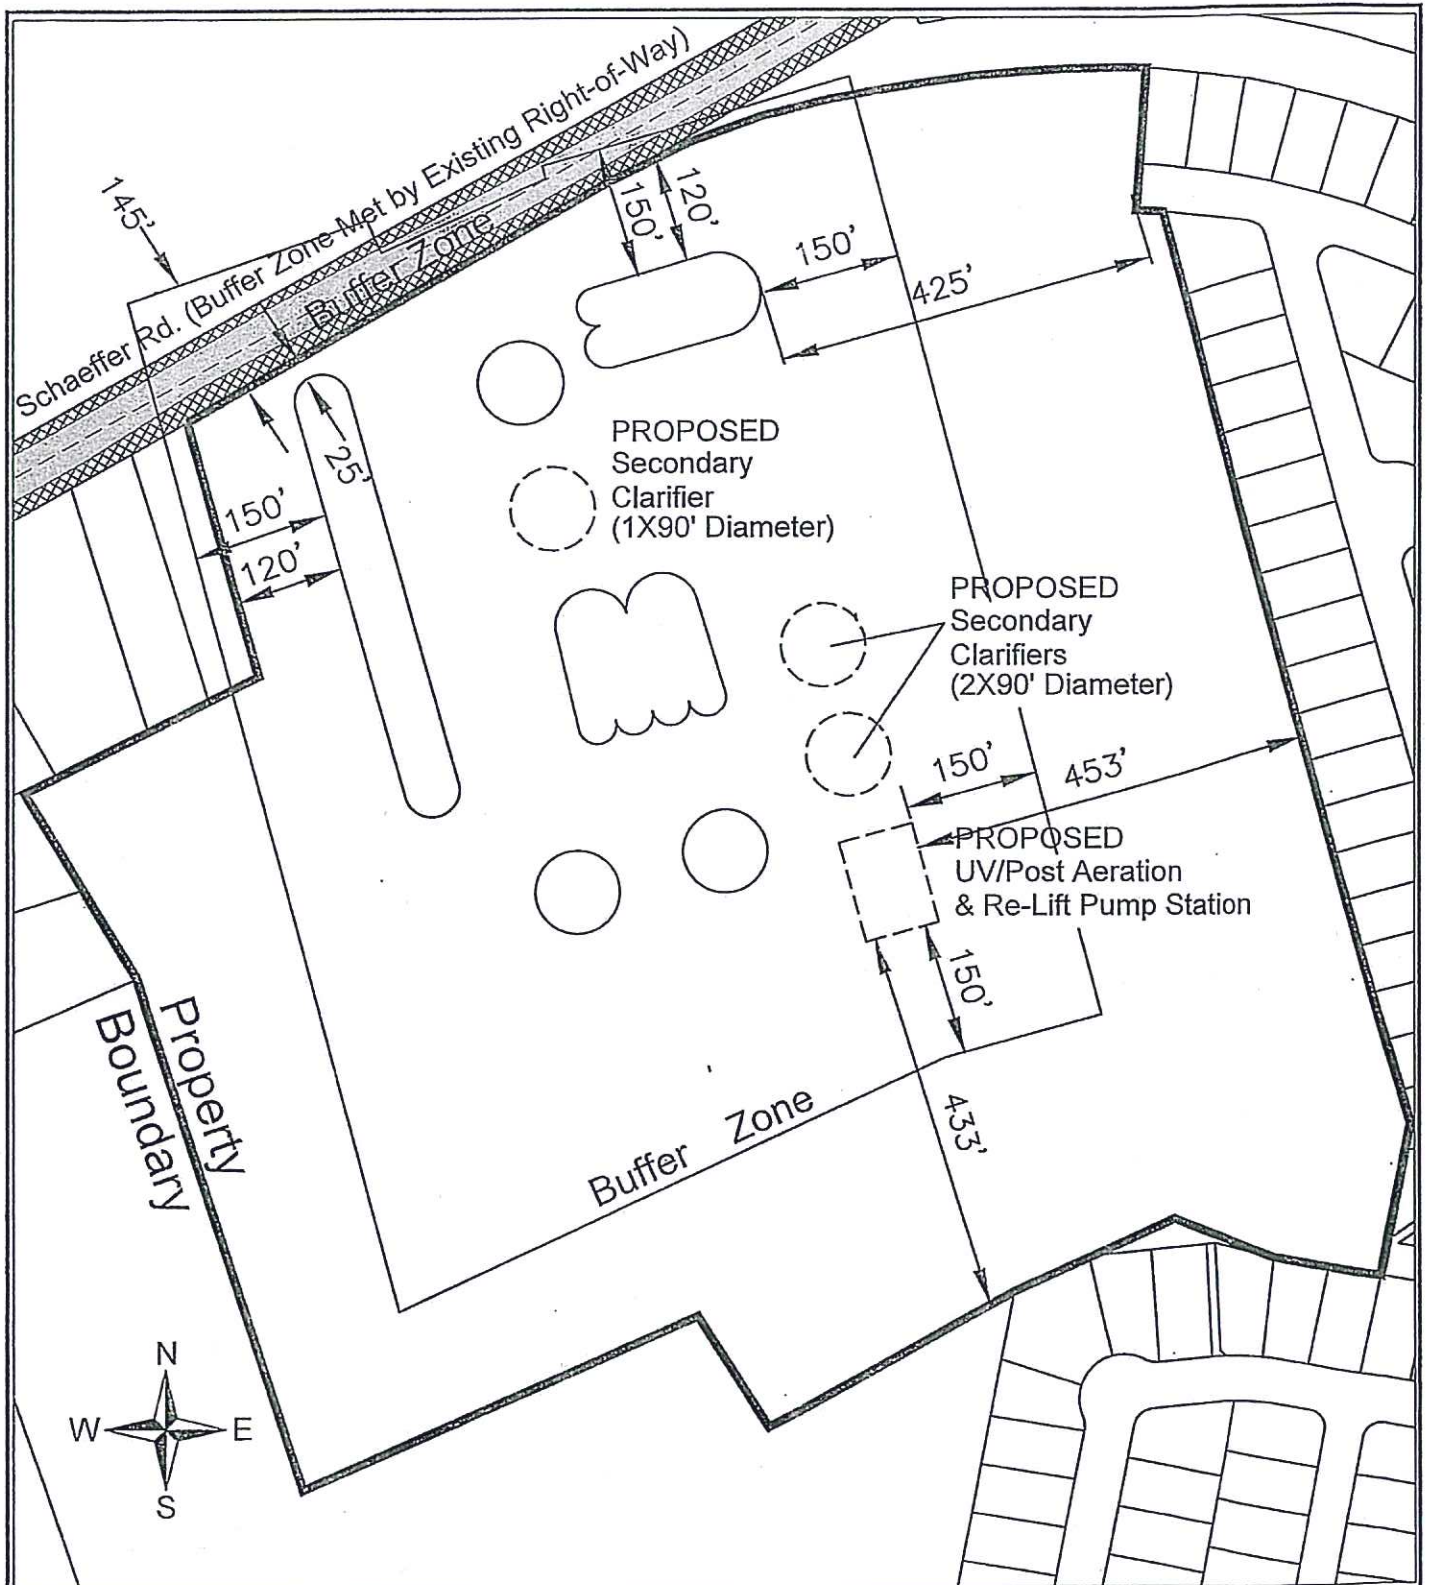 Schaeffer Rd. (Buffer Zone Met by Existing Right-of-Way)
145'
Buffer Zone
150'
120'
150'
425'
25'
150'
120'
PROPOSED
Secondary
Clarifier
(1X90' Diameter)
PROPOSED
Secondary
Clarifiers
(2X90' Diameter)
150'
453'
PROPOSED
UV/Post Aeration
& Re-Lift Pump Station
150'
433'
Property
Boundary
Buffer Zone
N
W E
S